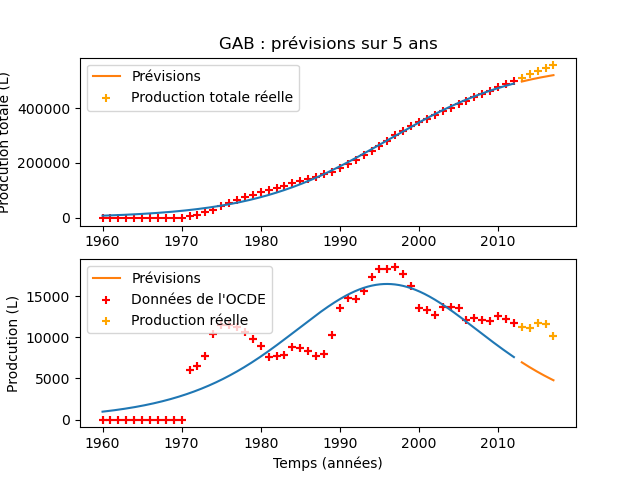 GAB : prévisions sur 5 ans
Prodcution totale (L)
400000
200000
0
Prévisions
Production totale réelle
1960 1970 1980 1990 2000 2010
Prodcution (L)
15000
10000
5000
0
Prévisions
Données de l'OCDE
Production réelle
1960 1970 1980 1990 2000 2010
Temps (années)